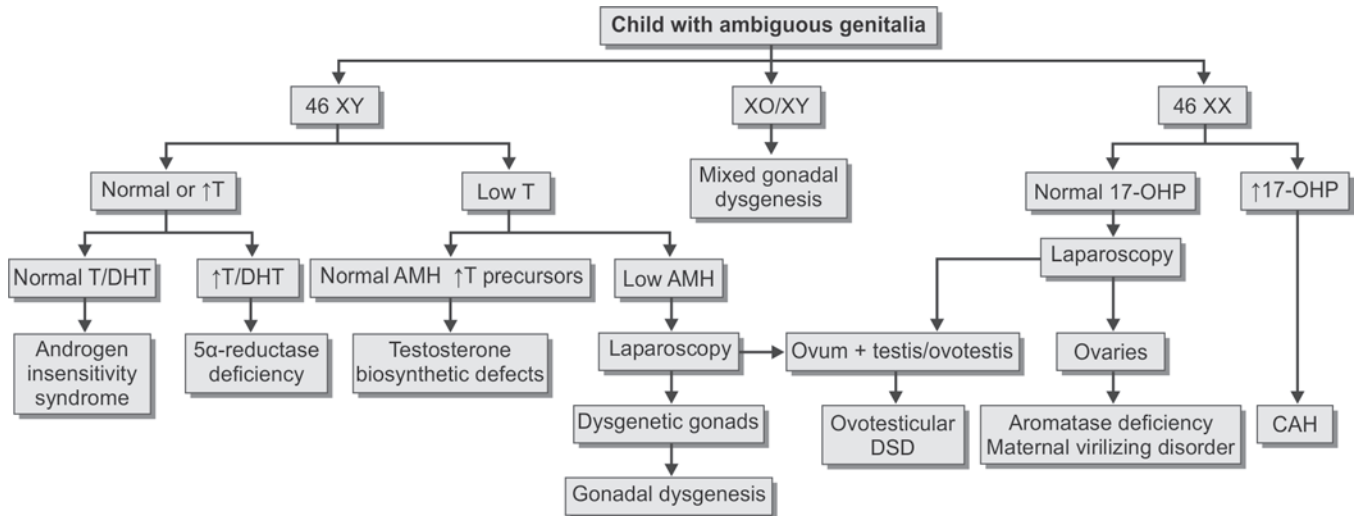 Child with ambiguous genitalia
46 XY
XO/XY
46 XX
Normal or ↑T
Low T
Mixed gonadal
dysgenesis
Normal 17-OHP
↑17-OHP
Normal T/DHT
↑T/DHT
Normal AMH ↑T precursors
Low AMH
Laparoscopy
Androgen
insensitivity
syndrome
5α-reductase
deficiency
Testosterone
biosynthetic defects
Laparoscopy
Ovum + testis/ovotestis
Ovaries
Dysgenetic gonads
Ovotesticular
DSD
Aromatase deficiency
Maternal virilizing disorder
CAH
Gonadal dysgenesis